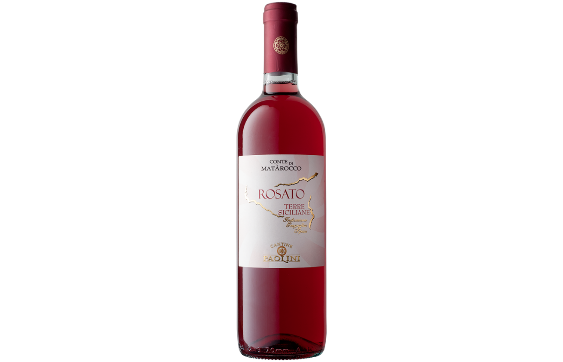 CONTE DI
MATAROCCO
ROSATO
TERRE
SICILIANE
CANTINE
PAOLINI